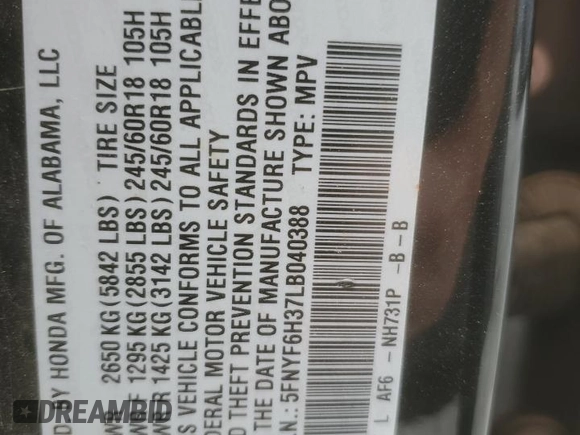 D BY HONDA MFG. OF ALABAMA, LLC
2650 KG(5842 LBS) TIRE SIZE
1295 KG(2855 LBS)245/60R18 105H
1425 KG(3142 LBS)245/60R18 105H
S VEHICLE CONFORMS TO ALL APPLICABLE
DERAL MOTOR VEHICLE SAFETY
D THEFT PREVENTION STANDARDS IN EFFE
THE DATE OF MANUFACTURE SHOWN ABO
N.:5FNYF6H37LB040388 TYPE: MPV
L AF6 -NH731P -B-B
DREAMBID